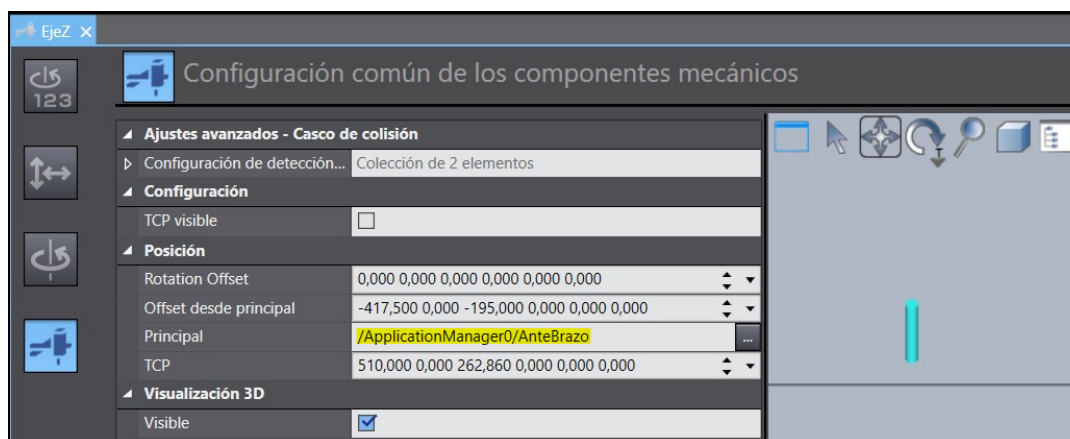 EjeZ
123
Configuración común de los componentes mecánicos
Ajustes avanzados - Casco de colisión
Configuración de detección... Colección de 2 elementos
Configuración
TCP visible
Posición
Rotation Offset 0,000 0,000 0,000 0,000 0,000 0,000
Offset desde principal -417,500 0,000 -195,000 0,000 0,000 0,000
Principal /ApplicationManager0/AnteBrazo ...
TCP 510,000 0,000 262,860 0,000 0,000 0,000
Visualización 3D
Visible